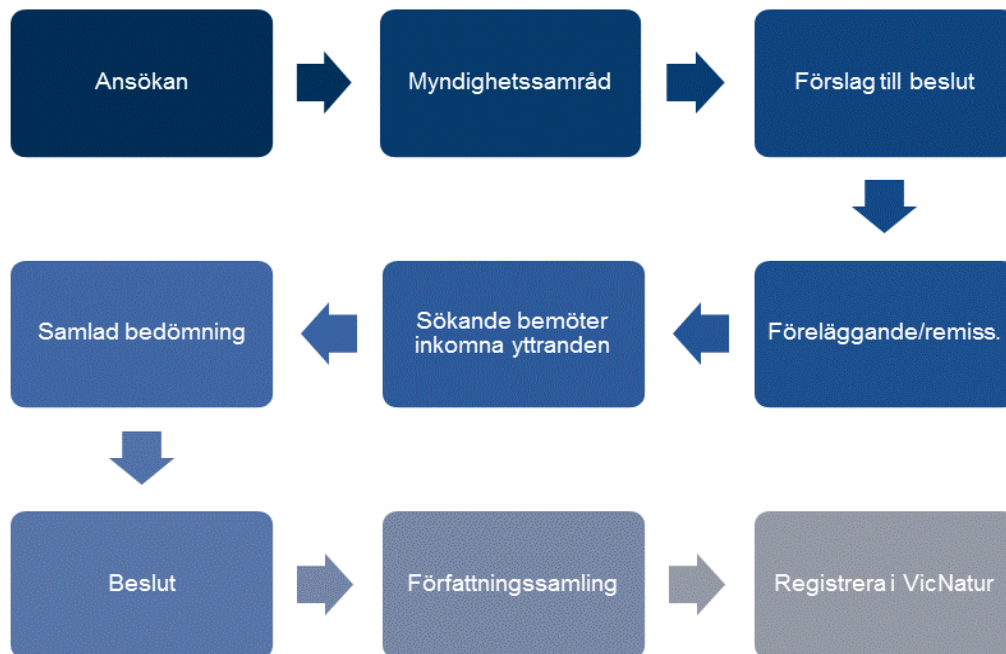 Ansökan
Myndighetssamråd
Förslag till beslut
Föreläggande/remiss.
Sökande bemöter
inkomna yttranden
Samlad bedömning
Beslut
Författningssamling
Registrera i VicNatur